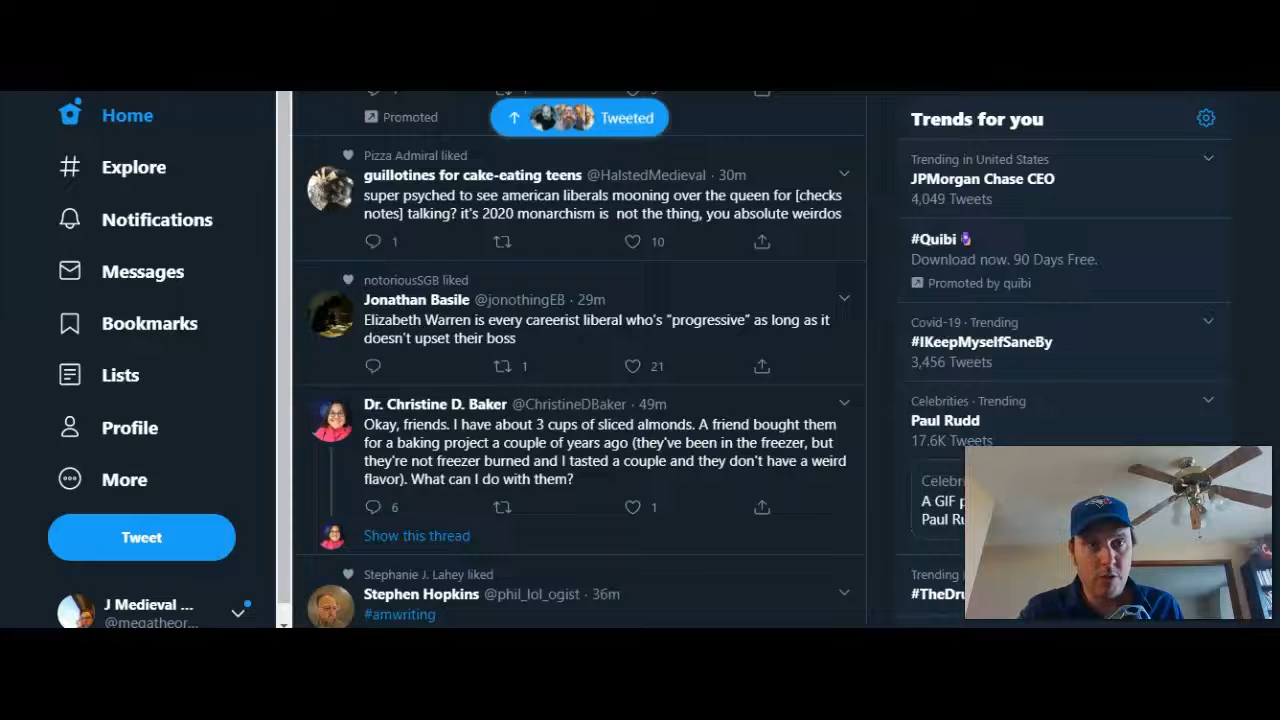 Home
Explore
Notifications
Messages
Bookmarks
Lists
Profile
More
Tweet
J Medieval ...
@megatheor...
Promoted
Tweeted
Pizza Admiral liked
guillotines for cake-eating teens @HalstedMedieval · 30m
super psyched to see american liberals mooning over the queen for [checks
notes] talking? it's 2020 monarchism is not the thing, you absolute weirdos
1 10
notoriousSGB liked
Jonathan Basile @jonothingEB · 29m
Elizabeth Warren is every careerist liberal who's "progressive" as long as it
doesn't upset their boss
1 21
Dr. Christine D. Baker @ChristineDBaker · 49m
Okay, friends. I have about 3 cups of sliced almonds. A friend bought them
for a baking project a couple of years ago (they've been in the freezer, but
they're not freezer burned and I tasted a couple and they don't have a weird
flavor). What can I do with them?
6 1
Show this thread
Stephanie J. Lahey liked
Stephen Hopkins @phil_lol_ogist · 36m
#amwriting
Trends for you
Trending in United States
JPMorgan Chase CEO
4,049 Tweets
#Quibi
Download now. 90 Days Free.
Promoted by quibi
Covid-19 · Trending
#IKeepMyselfSaneBy
3,456 Tweets
Celebrities · Trending
Paul Rudd
17.6K Tweets
Celebri
A GIF p
Paul Ru
Trending
#TheDru